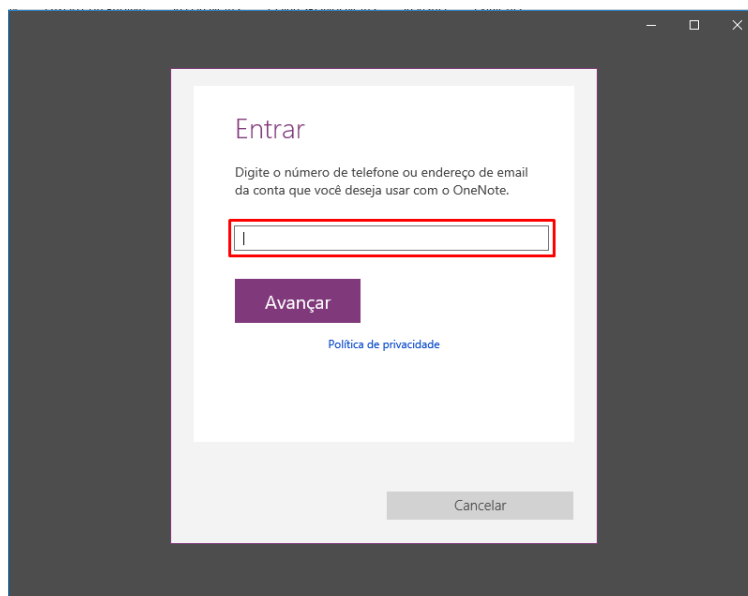 Entrar
Digite o número de telefone ou endereço de email
da conta que você deseja usar com o OneNote.
Avançar
Política de privacidade
Cancelar